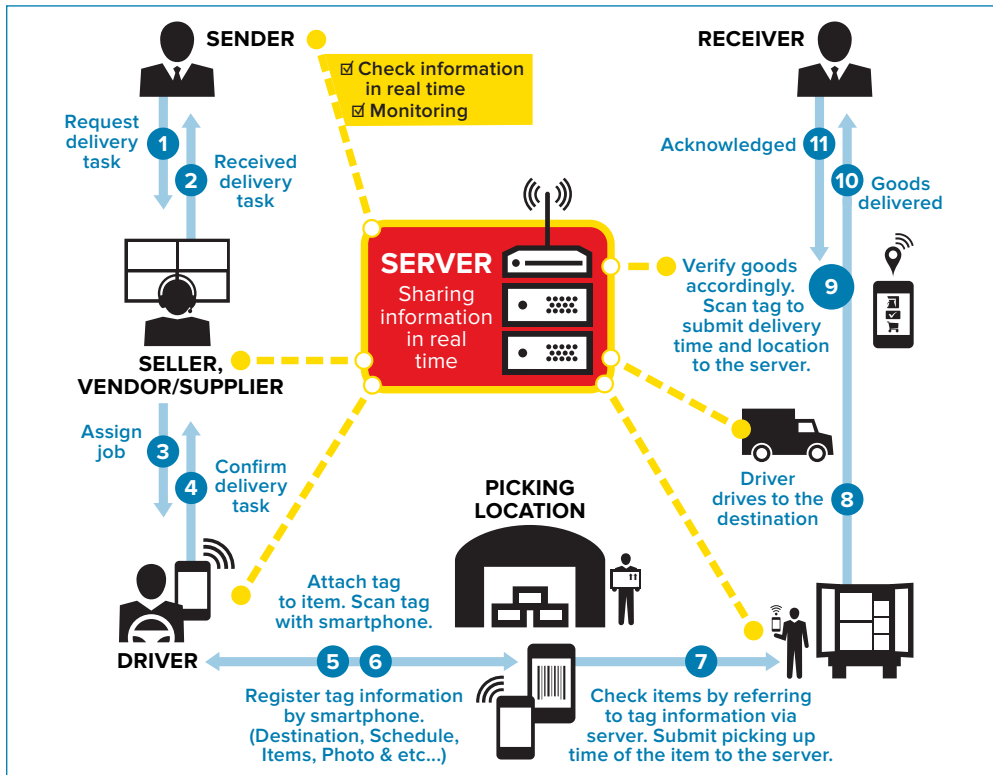 SENDER
☑ Check information
in real time
☑ Monitoring
RECEIVER
Request
delivery
task
1
2
Received
delivery
task
Acknowledged
11
10
Goods
delivered
SERVER
Sharing
information
in real
time
Verify goods
accordingly.
Scan tag to
submit delivery
time and location
to the server.
9
SELLER,
VENDOR/SUPPLIER
Assign
job
3
4
Confirm
delivery
task
Driver
drives to the
destination
8
PICKING
LOCATION
Attach tag
to item. Scan tag
with smartphone.
DRIVER
5
6
7
Register tag information
by smartphone.
(Destination, Schedule,
Items, Photo & etc...)
Check items by referring
to tag information via
server. Submit picking up
time of the item to the server.